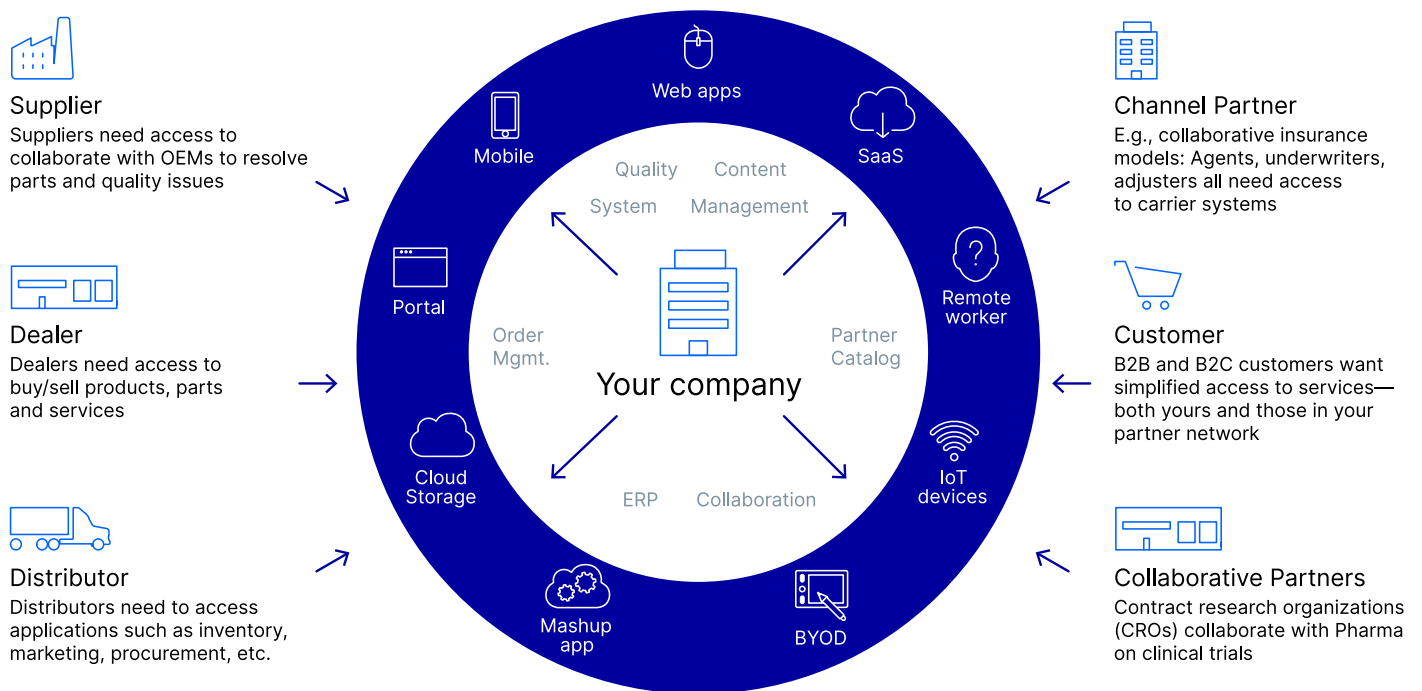 Supplier
Suppliers need access to
collaborate with OEMs to resolve
parts and quality issues
Dealer
Dealers need access to
buy/sell products, parts
and services
Distributor
Distributors need to access
applications such as inventory,
marketing, procurement, etc.
Web apps
Mobile
SaaS
Portal
Remote
worker
Cloud
Storage
IoT
devices
Mashup
app
BYOD
Quality Content
System Management
Order
Mgmt.
Partner
Catalog
Your company
ERP Collaboration
?
Channel Partner
E.g., collaborative insurance
models: Agents, underwriters,
adjusters all need access
to carrier systems
Customer
B2B and B2C customers want
simplified access to services—
both yours and those in your
partner network
Collaborative Partners
Contract research organizations
(CROs) collaborate with Pharma
on clinical trials